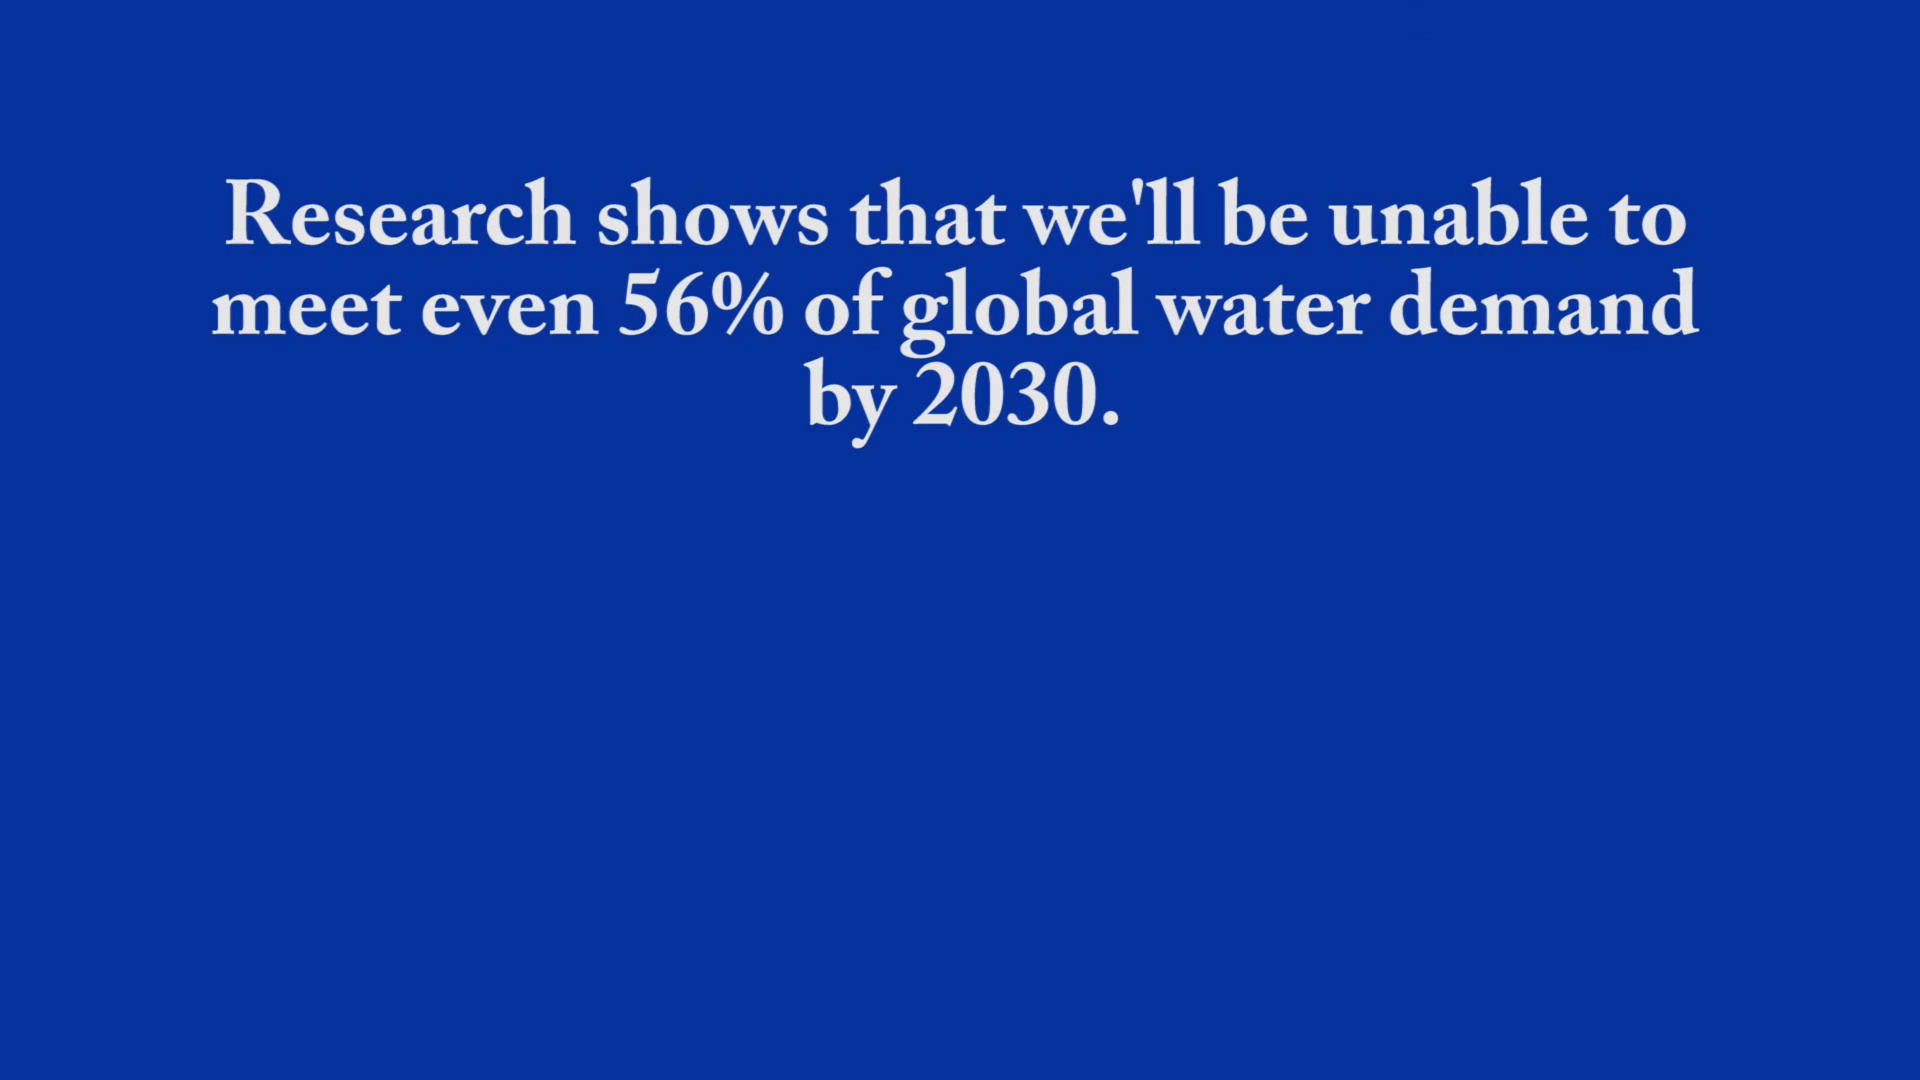 Research shows that we'll be unable to
meet even 56% of global water demand
by 2030.